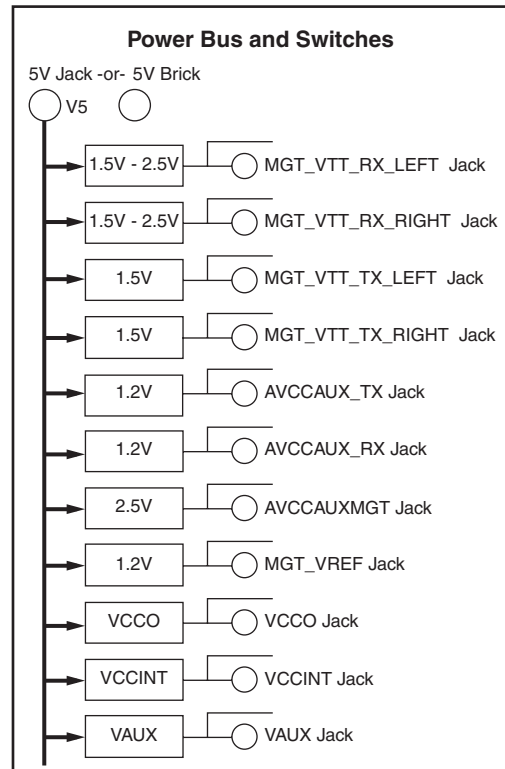 Power Bus and Switches
5V Jack -or- 5V Brick
V5
1.5V - 2.5V MGT_VTT_RX_LEFT Jack
1.5V - 2.5V MGT_VTT_RX_RIGHT Jack
1.5V MGT_VTT_TX_LEFT Jack
1.5V MGT_VTT_TX_RIGHT Jack
1.2V AVCCAUX_TX Jack
1.2V AVCCAUX_RX Jack
2.5V AVCCAUXMGT Jack
1.2V MGT_VREF Jack
VCCO VCCO Jack
VCCINT VCCINT Jack
VAUX VAUX Jack